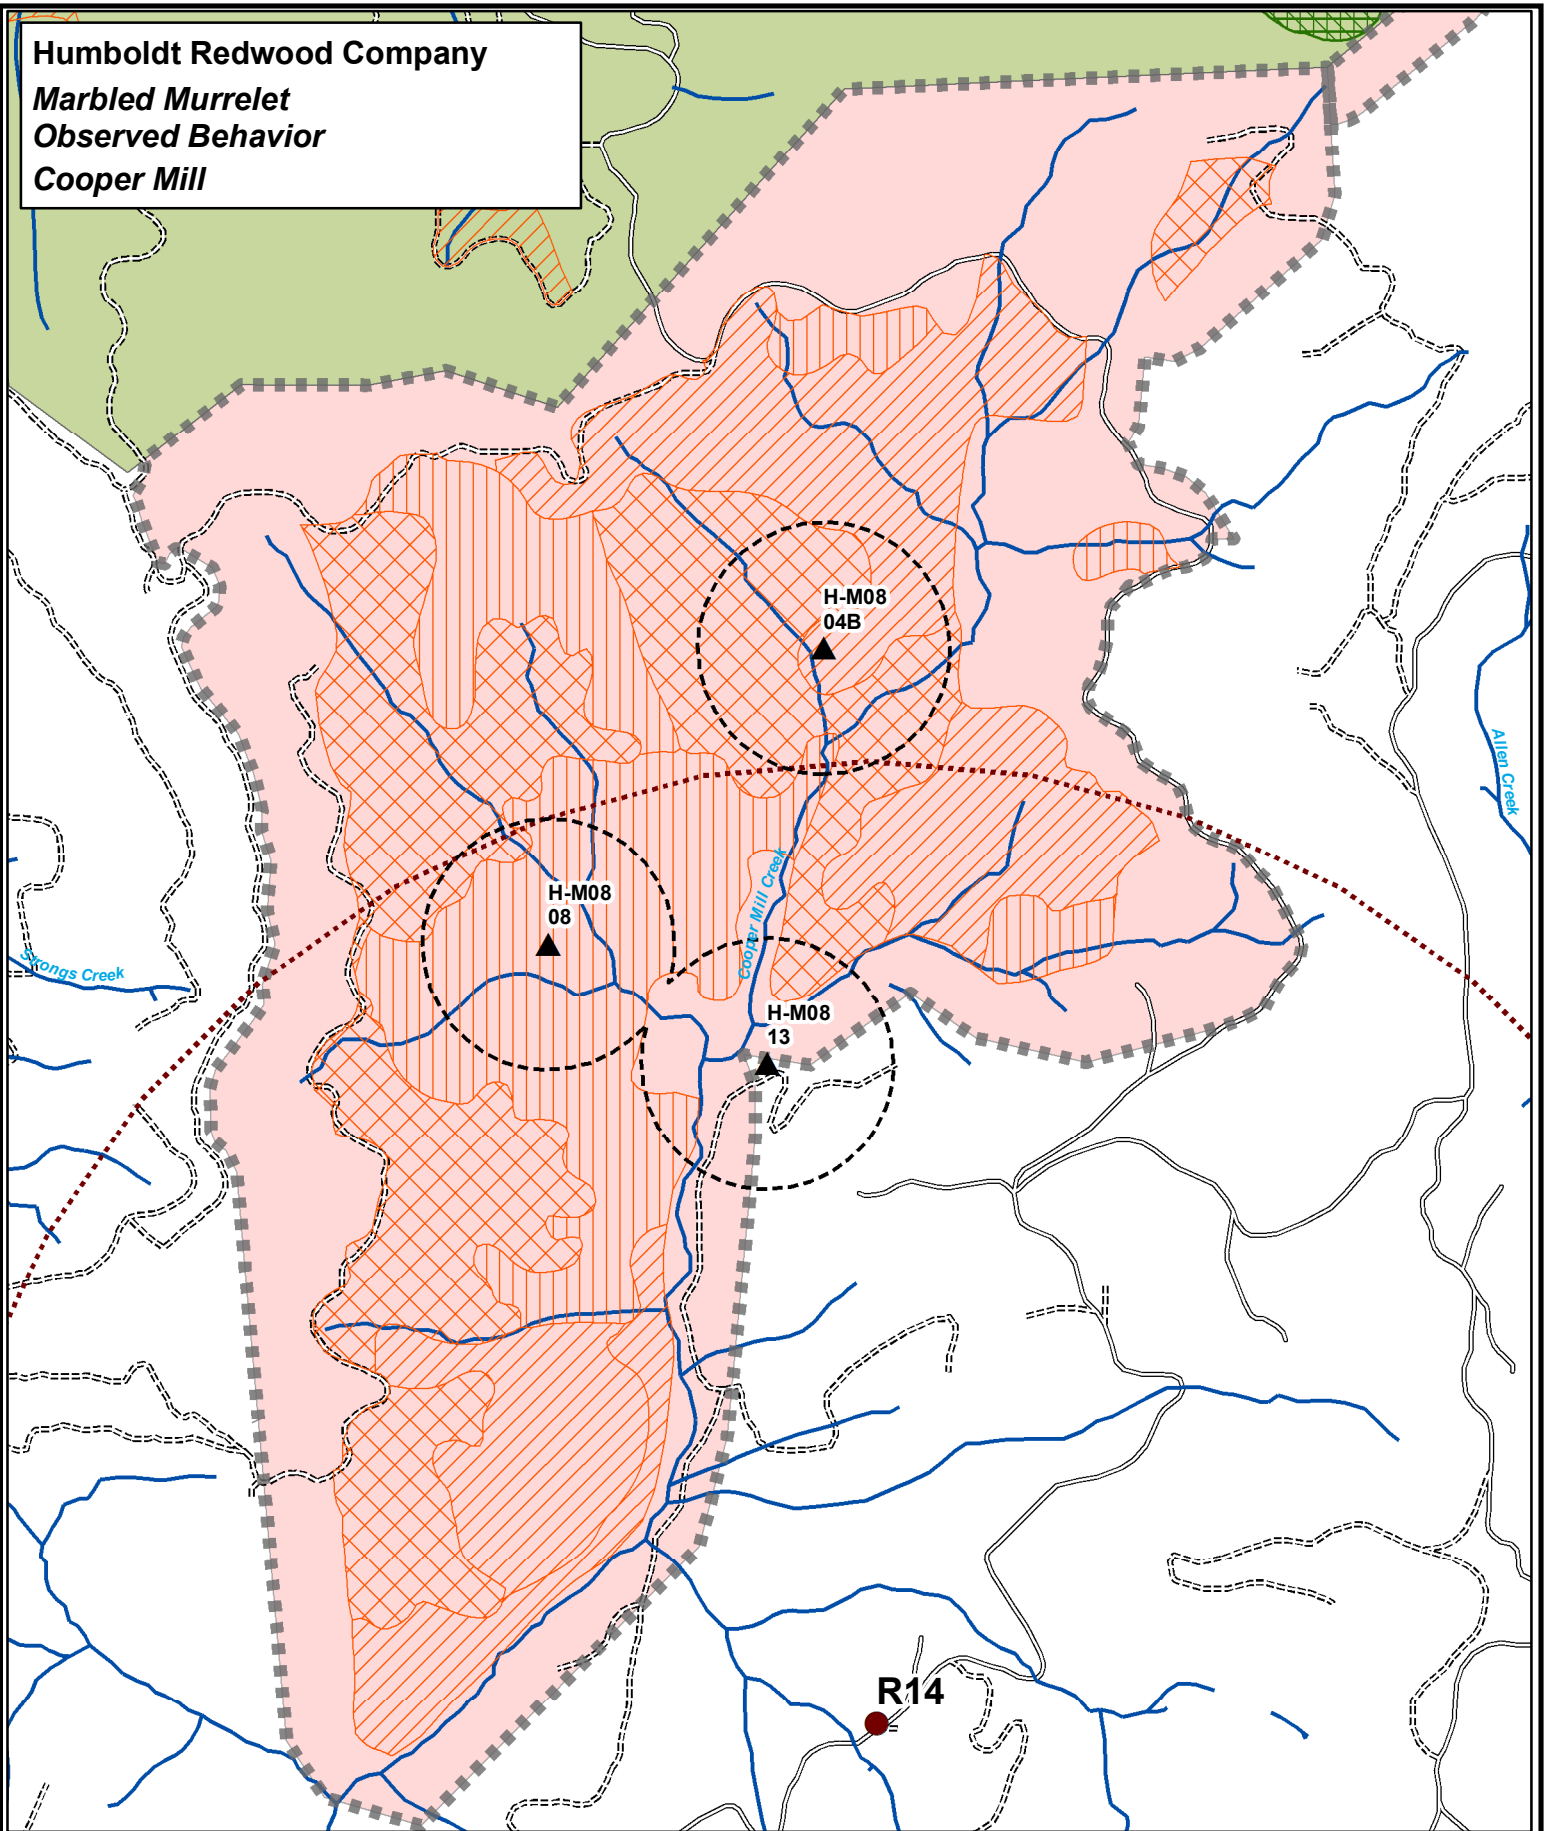 Humboldt Redwood Company
Marbled Murrelet
Observed Behavior
Cooper Mill
H-M08
04B
Allen Creek
H-M08
08
Cooper Mill Creek
Strongs Creek
H-M08
13
R14